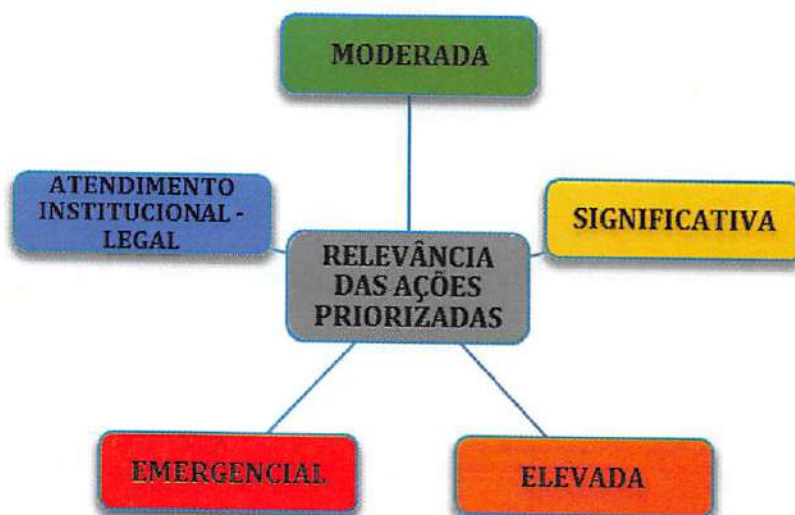 MODERADA
ATENDIMENTO
INSTITUCIONAL -
LEGAL
SIGNIFICATIVA
RELEVÂNCIA
DAS AÇÕES
PRIORIZADAS
EMERGENCIAL
ELEVADA